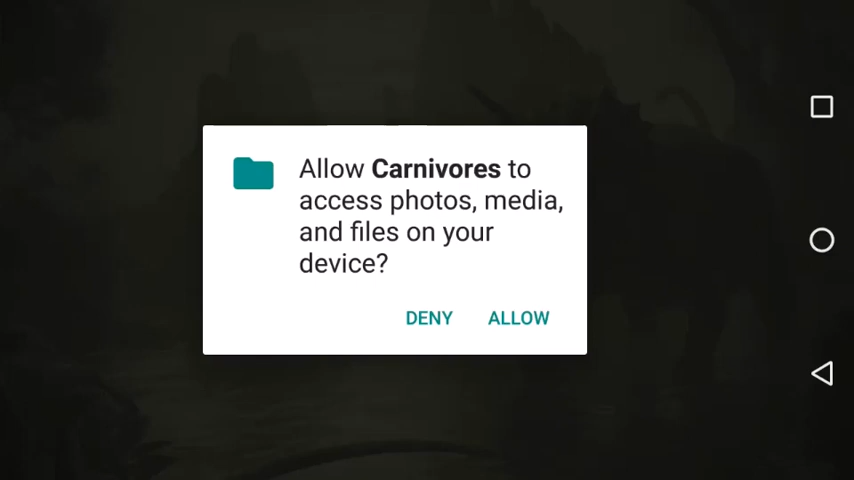 Allow Carnivores to
access photos, media,
and files on your
device?
DENY ALLOW